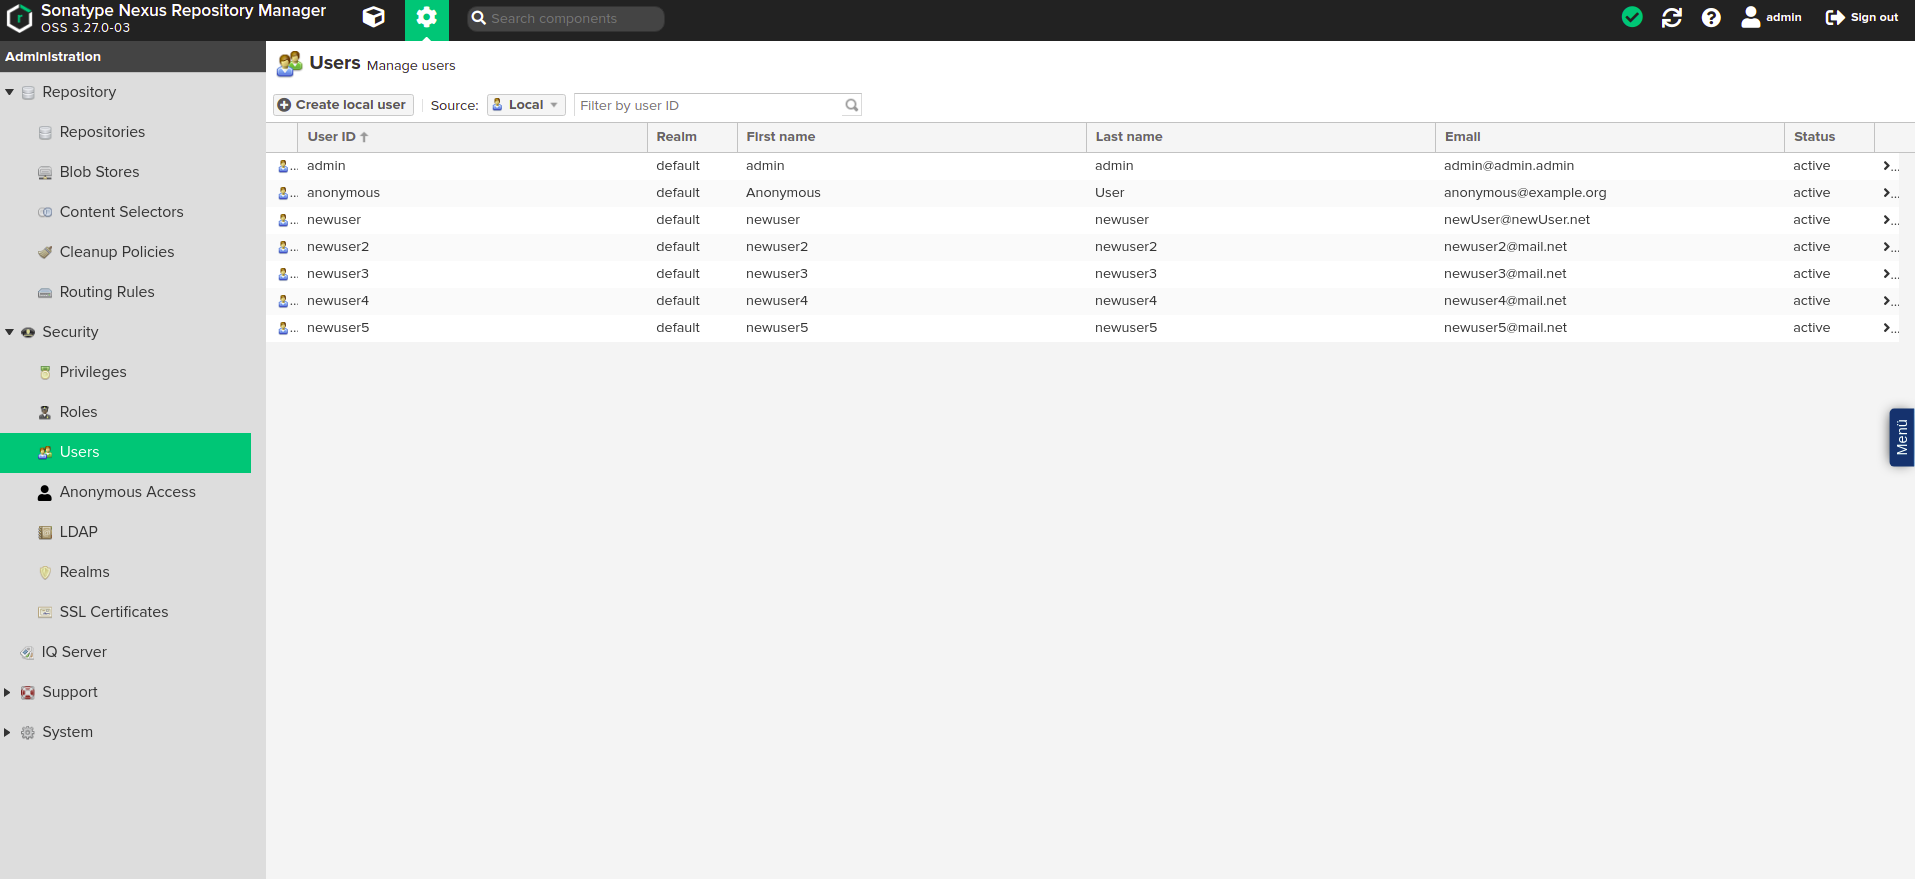 Sonatype Nexus Repository Manager
OSS 3.27.0-03
Search components
admin
Sign out
Administration
Repository
Repositories
Blob Stores
Content Selectors
Cleanup Policies
Routing Rules
Security
Privileges
Roles
Users
Anonymous Access
LDAP
Realms
SSL Certificates
IQ Server
Support
System
Users Manage users
Create local user Source: Local Filter by user ID
User ID Realm First name Last name Email Status
admin default admin admin admin@admin.admin active
anonymous default Anonymous User anonymous@example.org active
newuser default newuser newuser newUser@newUser.net active
newuser2 default newuser2 newuser2 newuser2@mail.net active
newuser3 default newuser3 newuser3 newuser3@mail.net active
newuser4 default newuser4 newuser4 newuser4@mail.net active
newuser5 default newuser5 newuser5 newuser5@mail.net active
Menü